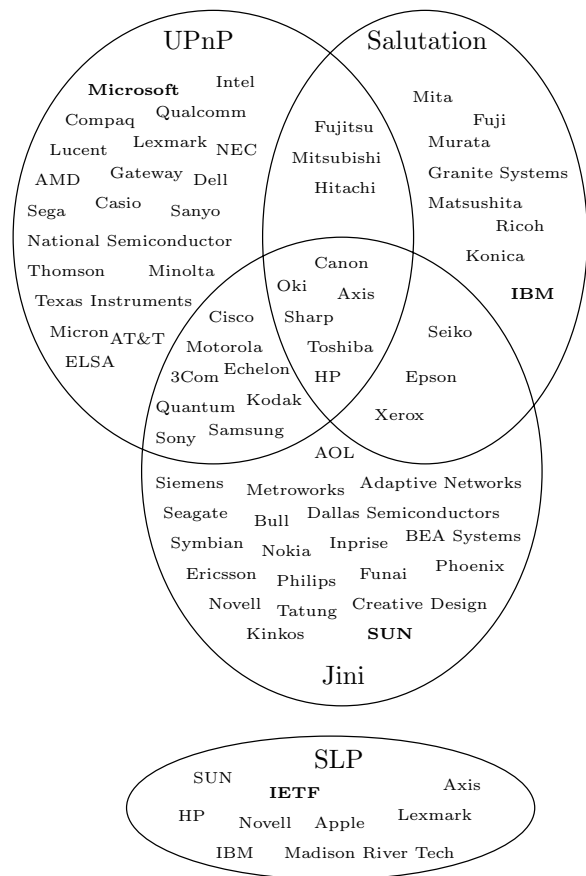 UPnP Salutation
Microsoft Intel
Mita
Compaq Qualcomm
Fuji
Fujitsu
Lucent Lexmark NEC
Murata
Mitsubishi
AMD Gateway Dell
Granite Systems
Hitachi
Sega Casio Sanyo
Matsushita
Ricoh
National Semiconductor
Konica
Canon
Thomson Minolta
Oki Axis
IBM
Texas Instruments
Cisco Sharp
Seiko
Micron AT&T
Motorola Toshiba
ELSA
3Com Echelon HP
Epson
Quantum Kodak
Xerox
Sony Samsung
AOL
Siemens Metroworks Adaptive Networks
Seagate Bull Dallas Semiconductors
Symbian Nokia Inprise BEA Systems
Ericsson Philips Funai Phoenix
Novell Tatung Creative Design
Kinkos SUN
Jini
SLP
SUN IETF Axis
HP Novell Apple Lexmark
IBM Madison River Tech